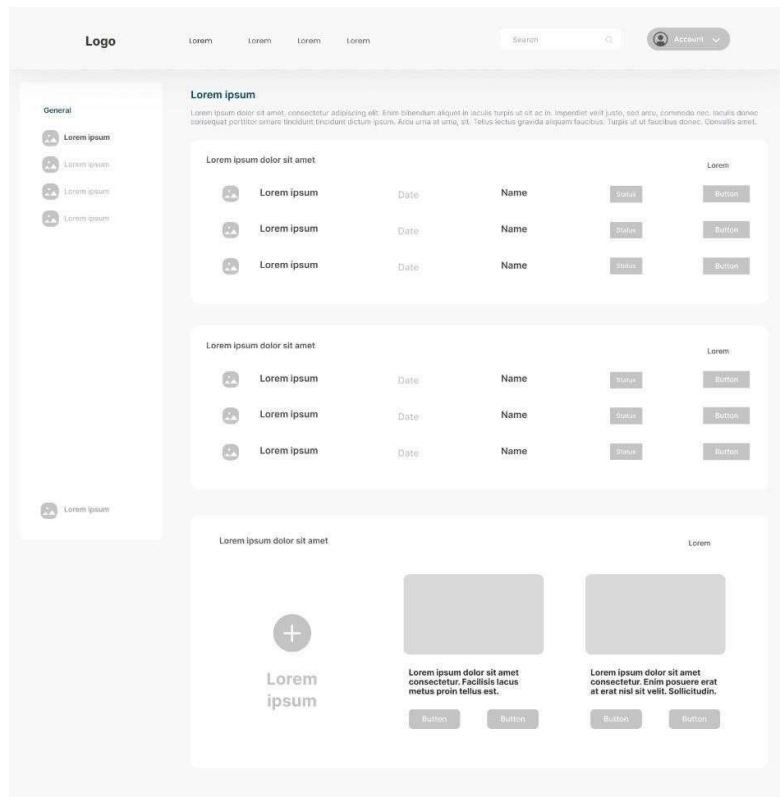 Logo
Lorem
Lorem
Lorem
Lorem
Search
Account
General
Lorem ipsum
Lorem ipsum
Lorem ipsum
Lorem ipsum
Lorem ipsum
Lorem ipsum
Lorem ipsum dolor sit amet, consectetur adipiscing elit. Enim bibendum aliquet in iaculis turpis ut sit ac in. Imperdiet velit justo, sed arcu, commodo nec. Iaculis donec
consequat porttitor ornare tincidunt tincidunt dictum ipsum. Arcu urna at urna, sit. Tellus lectus gravida aliquam faucibus. Turpis ut ut faucibus donec. Convallis amet.
Lorem ipsum dolor sit amet
Lorem
Lorem ipsum Date Name Status Button
Lorem ipsum Date Name Status Button
Lorem ipsum Date Name Status Button
Lorem ipsum dolor sit amet
Lorem
Lorem ipsum Date Name Status Button
Lorem ipsum Date Name Status Button
Lorem ipsum Date Name Status Button
Lorem ipsum dolor sit amet
Lorem
Lorem
ipsum
Lorem ipsum dolor sit amet
consectetur. Facilisis lacus
metus proin tellus est.
Button Button
Lorem ipsum dolor sit amet
consectetur. Enim posuere erat
at erat nisl sit velit. Sollicitudin.
Button Button